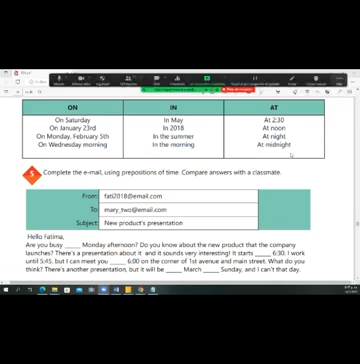 ON IN AT
On Saturday In May At 2:30
On January 23rd In 2018 At noon
On Monday, February 5th In the summer At night
On Wednesday morning In the morning At midnight
5 Complete the e-mail, using prepositions of time. Compare answers with a classmate.
From: fati2018@email.com
To: mary_two@email.com
Subject: New product's presentation
Hello Fatima,
Are you busy _____ Monday afternoon? Do you know about the new product that the company
launches? There's a presentation about it and it sounds very interesting! It starts _____ 6:30. I work
until 5:45, but I can meet you _____ 6:00 on the corner of 1st avenue and main street. What do you
think? There's another presentation, but it will be _____ March _____ Sunday, and I can't that day.